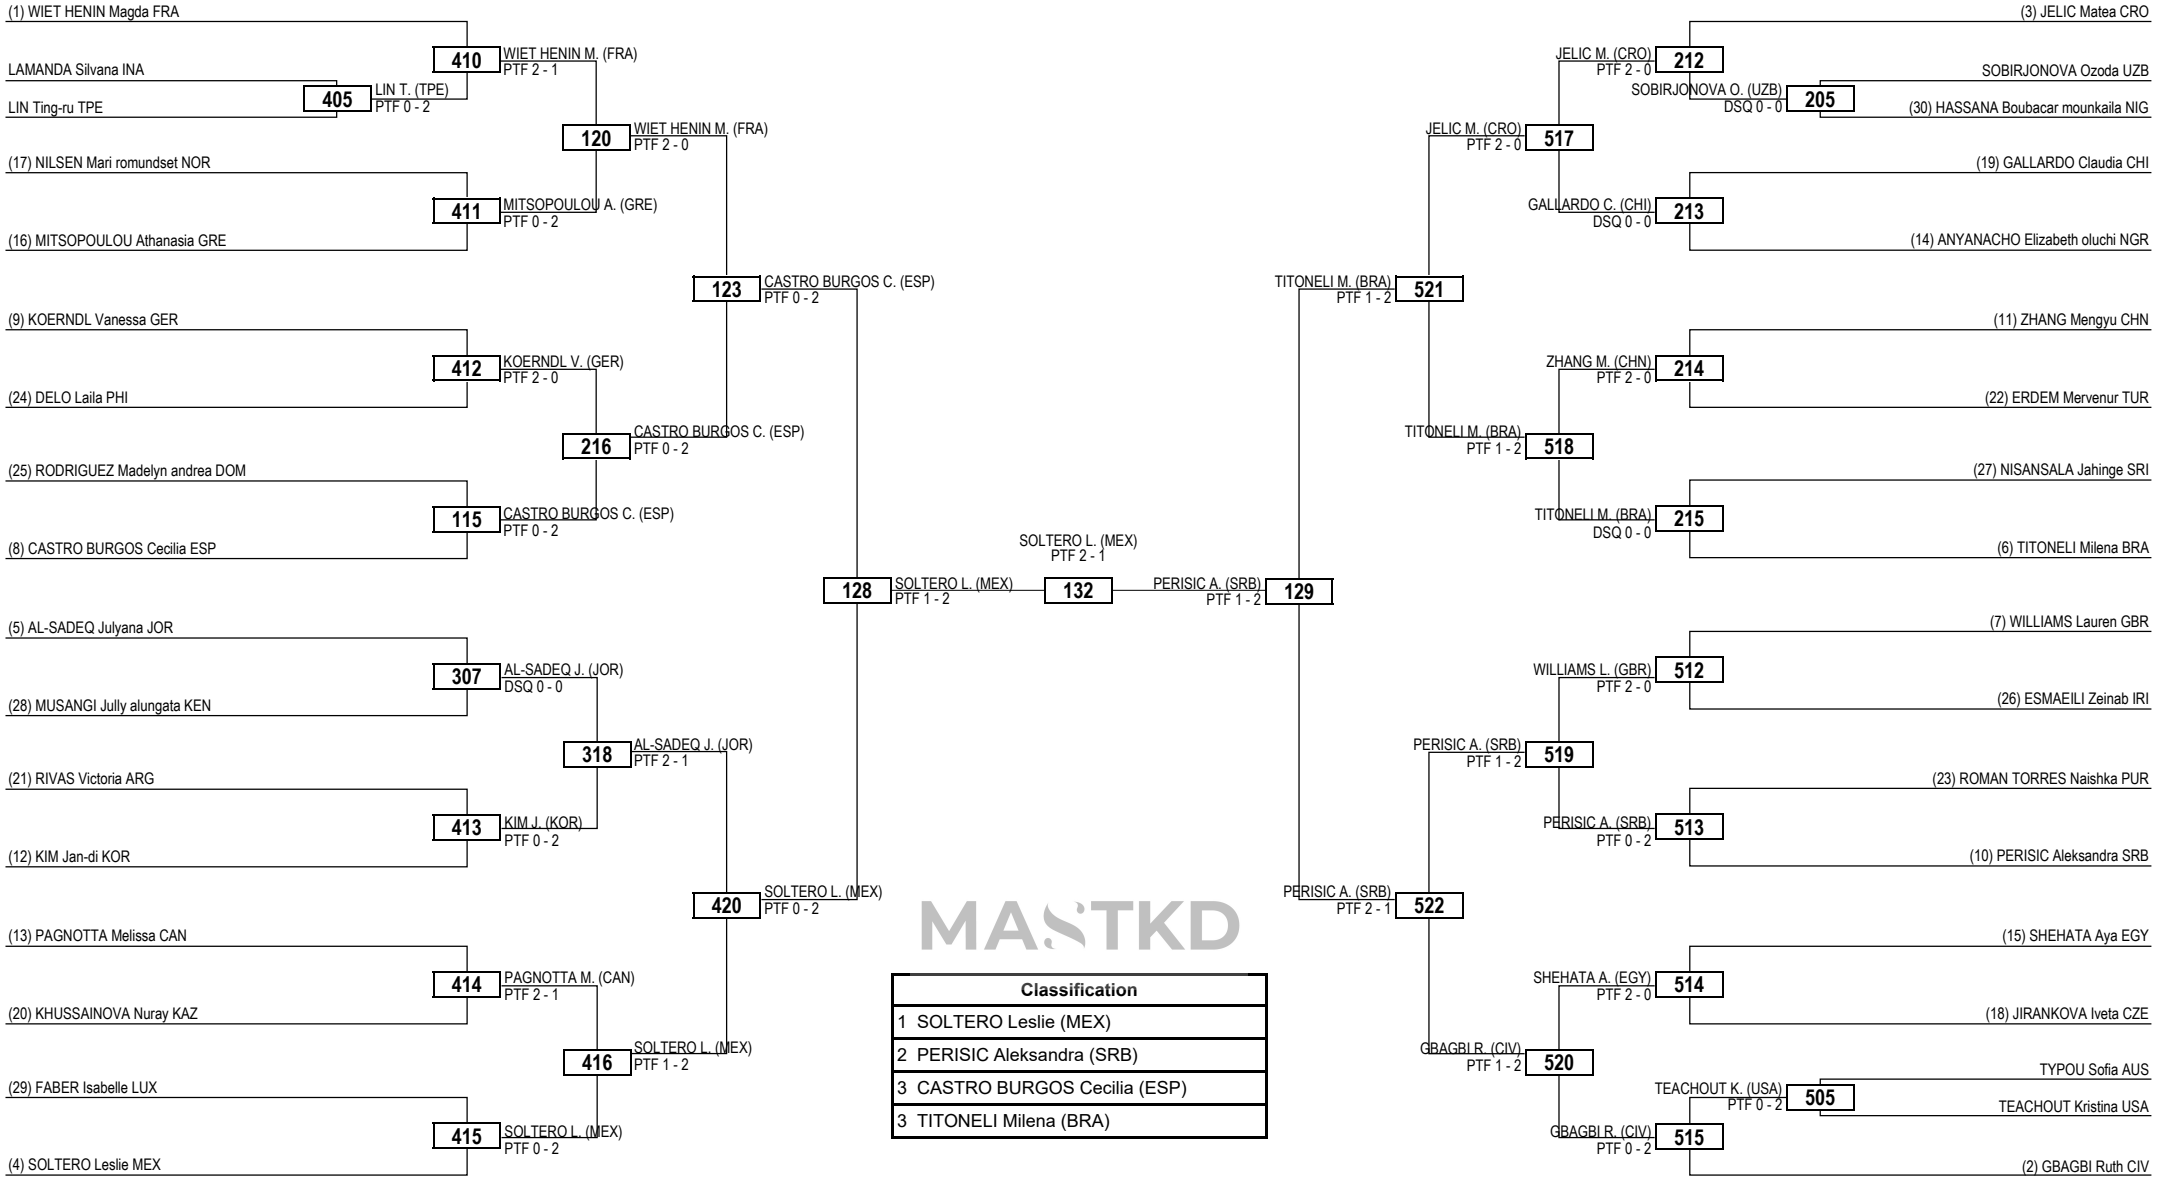 (1) WIET HENIN Magda FRA
410
WIET HENIN M. (FRA)
PTF 2 - 1
LAMANDA Silvana INA
405
LIN T. (TPE)
PTF 0 - 2
LIN Ting-ru TPE
120
WIET HENIN M. (FRA)
PTF 2 - 0
(17) NILSEN Mari romundset NOR
411
MITSOPOULOU A. (GRE)
PTF 0 - 2
(16) MITSOPOULOU Athanasia GRE
123
CASTRO BURGOS C. (ESP)
PTF 0 - 2
(9) KOERNDL Vanessa GER
412
KOERNDL V. (GER)
PTF 2 - 0
(24) DELO Laila PHI
216
CASTRO BURGOS C. (ESP)
PTF 0 - 2
(25) RODRIGUEZ Madelyn andrea DOM
115
CASTRO BURGOS C. (ESP)
PTF 0 - 2
(8) CASTRO BURGOS Cecilia ESP
128
SOLTERO L. (MEX)
PTF 1 - 2
(5) AL-SADEQ Julyana JOR
307
AL-SADEQ J. (JOR)
DSQ 0 - 0
(28) MUSANGI Jully alungata KEN
318
AL-SADEQ J. (JOR)
PTF 2 - 1
(21) RIVAS Victoria ARG
413
KIM J. (KOR)
PTF 0 - 2
(12) KIM Jan-di KOR
420
SOLTERO L. (MEX)
PTF 0 - 2
(13) PAGNOTTA Melissa CAN
414
PAGNOTTA M. (CAN)
PTF 2 - 1
(20) KHUSSAINOVA Nuray KAZ
416
SOLTERO L. (MEX)
PTF 1 - 2
(29) FABER Isabelle LUX
415
SOLTERO L. (MEX)
PTF 0 - 2
(4) SOLTERO Leslie MEX
SOLTERO L. (MEX)
PTF 2 - 1
132
(3) JELIC Matea CRO
JELIC M. (CRO)
PTF 2 - 0
212
SOBIRJONOVA Ozoda UZB
SOBIRJONOVA O. (UZB)
DSQ 0 - 0
205
(30) HASSANA Boubacar mounkaila NIG
JELIC M. (CRO)
PTF 2 - 0
517
(19) GALLARDO Claudia CHI
GALLARDO C. (CHI)
DSQ 0 - 0
213
(14) ANYANACHO Elizabeth oluchi NGR
TITONELI M. (BRA)
PTF 1 - 2
521
(11) ZHANG Mengyu CHN
ZHANG M. (CHN)
PTF 2 - 0
214
(22) ERDEM Mervenur TUR
TITONELI M. (BRA)
PTF 1 - 2
518
(27) NISANSALA Jahinge SRI
TITONELI M. (BRA)
DSQ 0 - 0
215
(6) TITONELI Milena BRA
PERISIC A. (SRB)
PTF 1 - 2
129
(7) WILLIAMS Lauren GBR
WILLIAMS L. (GBR)
PTF 2 - 0
512
(26) ESMAEILI Zeinab IRI
PERISIC A. (SRB)
PTF 1 - 2
519
(23) ROMAN TORRES Naishka PUR
PERISIC A. (SRB)
PTF 0 - 2
513
(10) PERISIC Aleksandra SRB
PERISIC A. (SRB)
PTF 2 - 1
522
(15) SHEHATA Aya EGY
SHEHATA A. (EGY)
PTF 2 - 0
514
(18) JIRANKOVA Iveta CZE
GBAGBI R. (CIV)
PTF 1 - 2
520
TYPOU Sofia AUS
TEACHOUT K. (USA)
PTF 0 - 2
505
TEACHOUT Kristina USA
GBAGBI R. (CIV)
PTF 0 - 2
515
(2) GBAGBI Ruth CIV
MASTKD
Classification
1 SOLTERO Leslie (MEX)
2 PERISIC Aleksandra (SRB)
3 CASTRO BURGOS Cecilia (ESP)
3 TITONELI Milena (BRA)